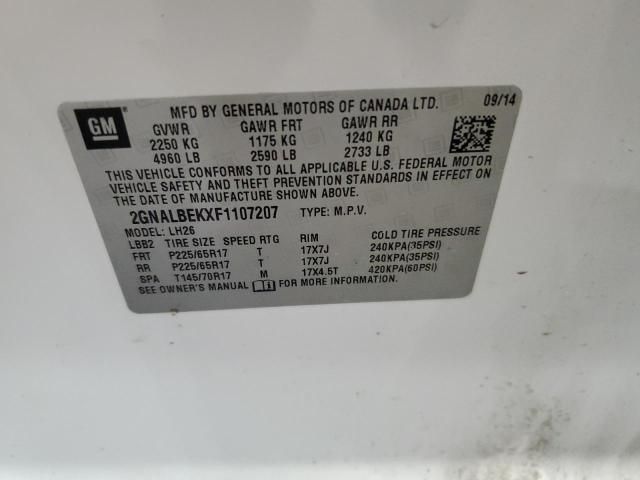 GM
MFD BY GENERAL MOTORS OF CANADA LTD. 09/14
GVWR GAWR FRT GAWR RR
2250 KG 1175 KG 1240 KG
4960 LB 2590 LB 2733 LB
THIS VEHICLE CONFORMS TO ALL APPLICABLE U.S. FEDERAL MOTOR
VEHICLE SAFETY AND THEFT PREVENTION STANDARDS IN EFFECT ON
THE DATE OF MANUFACTURE SHOWN ABOVE.
2GNALBEKXF1107207 TYPE: M.P.V.
MODEL: LH26
LBB2 TIRE SIZE SPEED RTG RIM COLD TIRE PRESSURE
FRT P225/65R17 T 17X7J 240KPA(35PSI)
RR P225/65R17 T 17X7J 240KPA(35PSI)
SPA T145/70R17 M 17X4.5T 420KPA(60PSI)
SEE OWNER'S MANUAL FOR MORE INFORMATION.